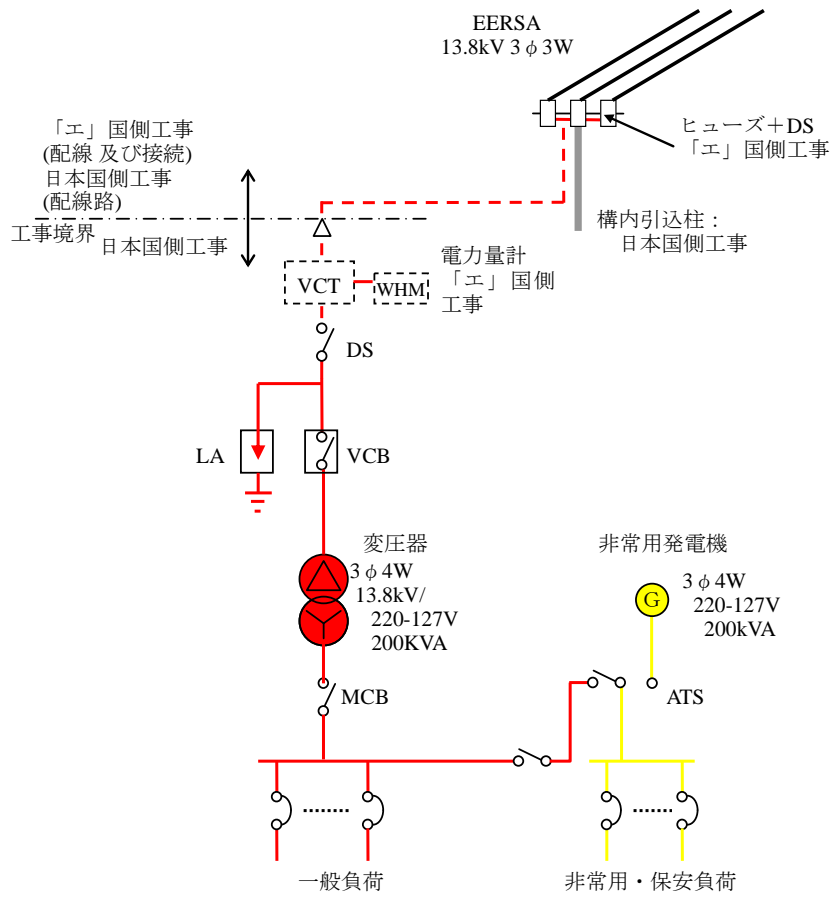 EERSA
13.8kV 3φ3W
ヒューズ+DS
「エ」国側工事
「エ」国側工事
(配線 及び接続)
日本国側工事
(配線路)
工事境界
日本国側工事
構内引込柱：
日本国側工事
VCT
WHM
電力量計
「エ」国側
工事
DS
LA
VCB
変圧器
3φ4W
13.8kV/
220-127V
200KVA
非常用発電機
G
3φ4W
220-127V
200kVA
MCB
ATS
一般負荷
非常用・保安負荷